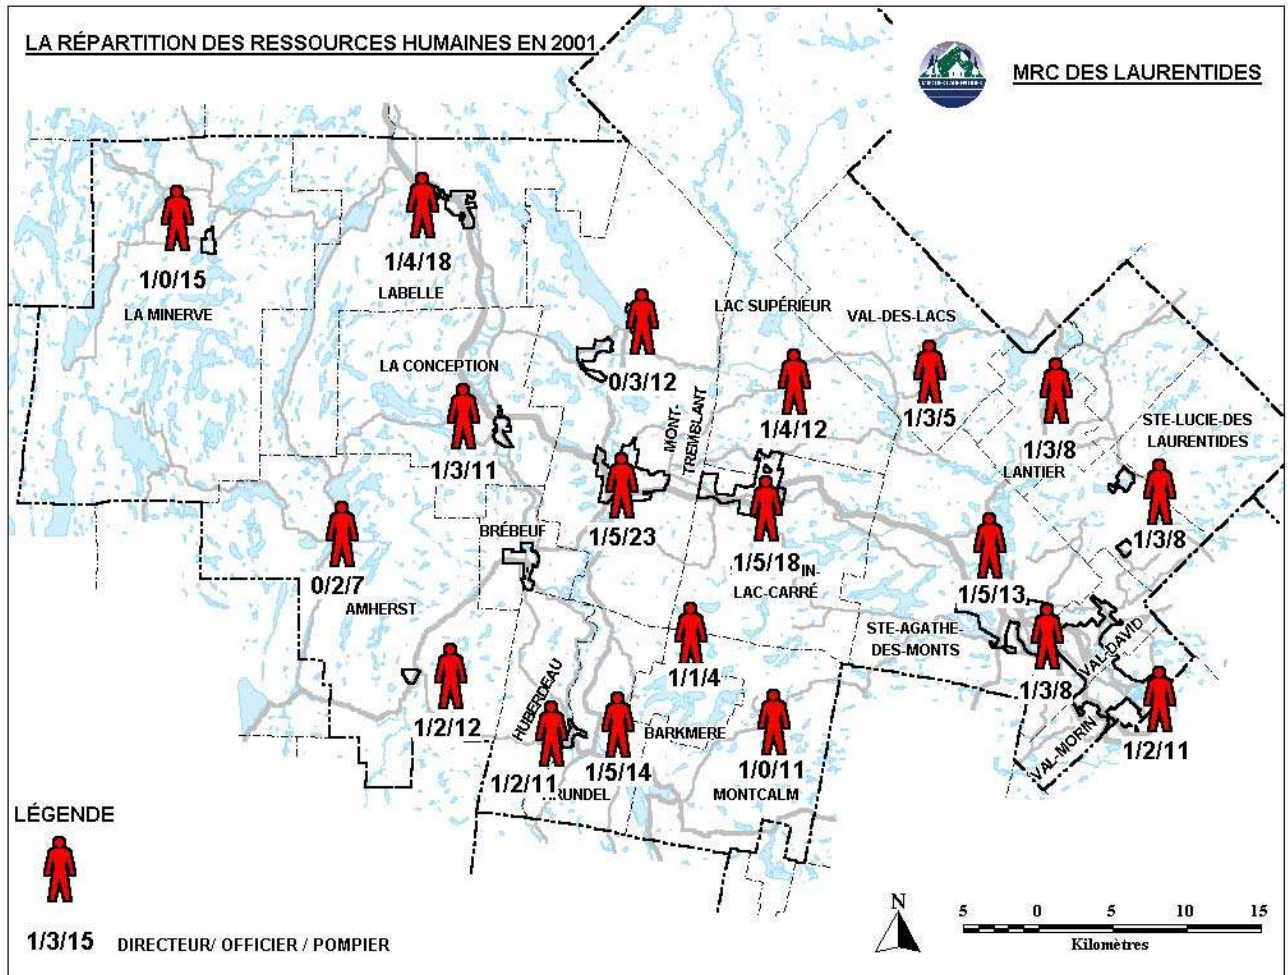 LA RÉPARTITION DES RESSOURCES HUMAINES EN 2001
MRC DES LAURENTIDES
1/0/15
LA MINERVE
1/4/18
LABELLE
LAC SUPÉRIEUR
VAL-DES-LACS
LA CONCEPTION
0/3/12
MONT-
TREMBLANT
1/4/12
1/3/5
1/3/8
LANTIER
STE-LUCIE-DES
LAURENTIDES
1/3/11
1/3/8
BRÉBEUF
1/5/23
1/5/18
IN-
LAC-CARRÉ
1/5/13
0/2/7
AMHERST
STE-AGATHE-
DES-MONTS
VAL-DAVID
1/1/4
1/3/8
1/2/12
HUBERDEAU
BARKMERE
VAL-MORIN
1/2/11
1/2/11
1/5/14
1/0/11
RUNDEL
MONTCALM
LÉGENDE
1/3/15 DIRECTEUR/ OFFICIER / POMPIER
N
5 0 5 10 15
Kilomètres